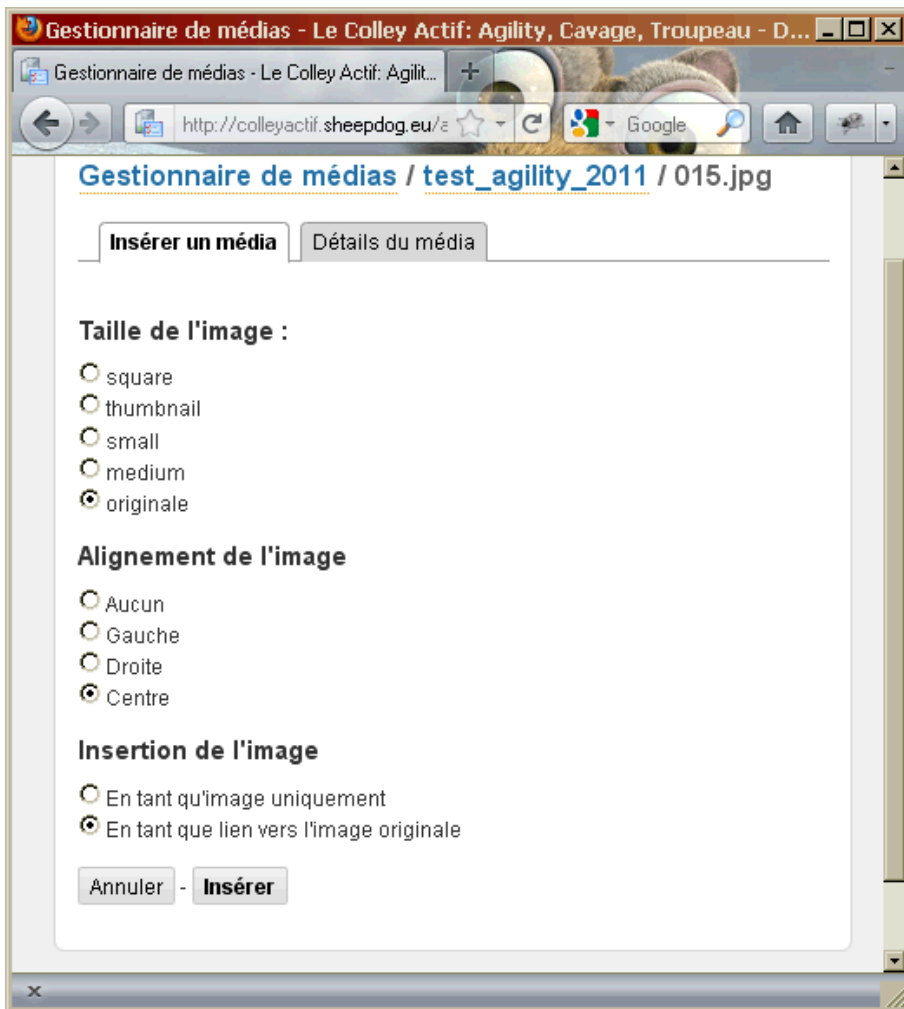 Gestionnaire de médias - Le Colley Actif: Agility, Cavage, Troupeau - D...
Gestionnaire de médias - Le Colley Actif: Agilit...
http://colleyactif.sheepdog.eu/a
Google
Gestionnaire de médias / test_agility_2011 / 015.jpg
Insérer un média
Détails du média
Taille de l'image :
square
thumbnail
small
medium
originale
Alignement de l'image
Aucun
Gauche
Droite
Centre
Insertion de l'image
En tant qu'image uniquement
En tant que lien vers l'image originale
Annuler - Insérer